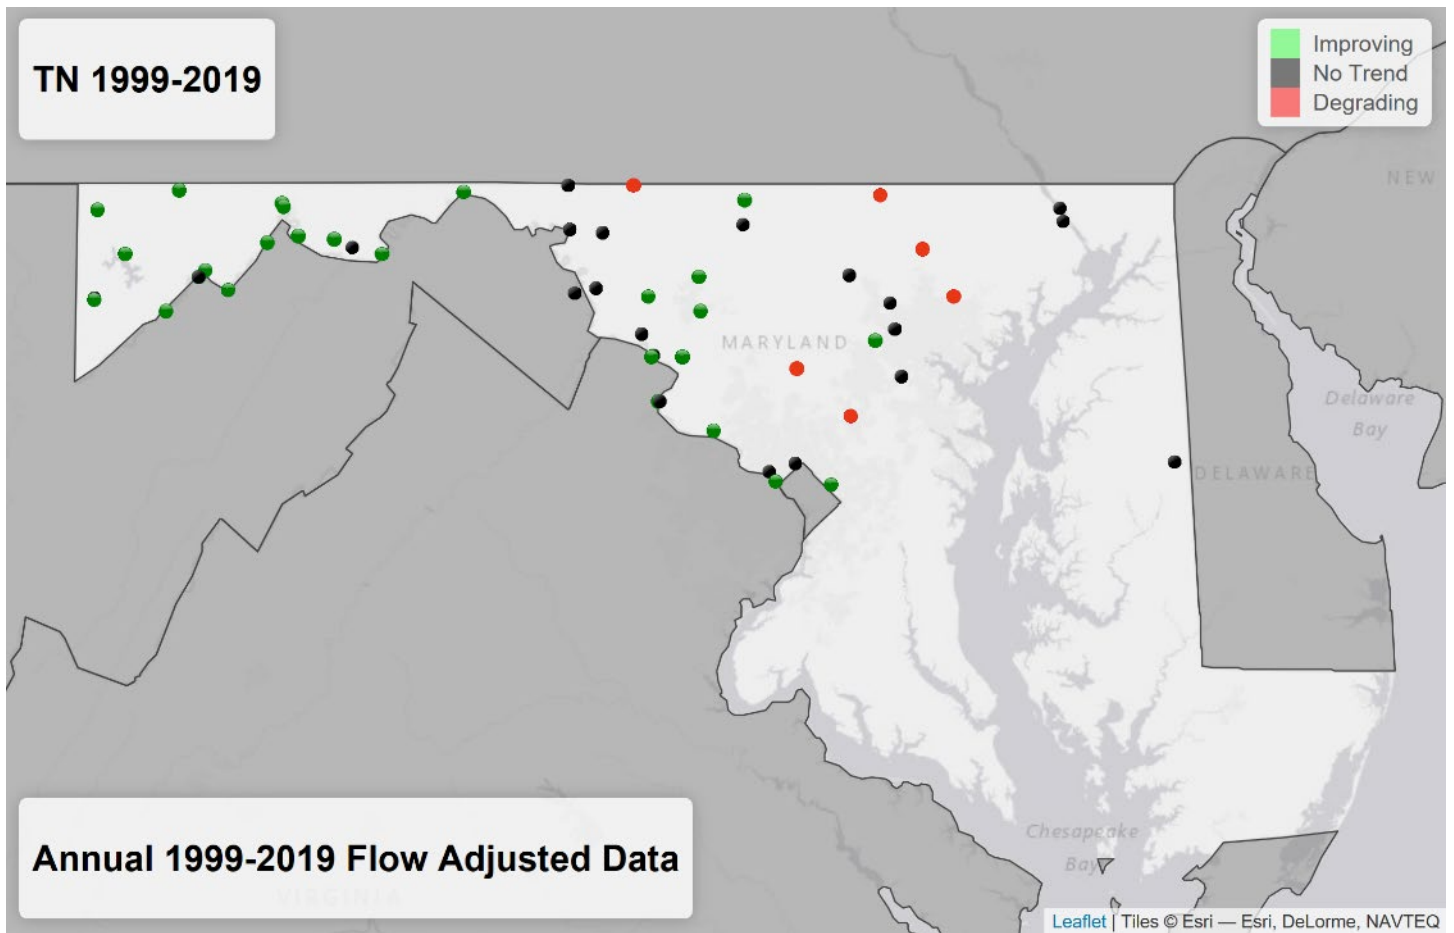 TN 1999-2019
Improving
No Trend
Degrading
NEW
MARYLAND
Delaware
Bay
DELAWARE
Chesapeake
Bay
Annual 1999-2019 Flow Adjusted Data
VIRGINIA
Leaflet | Tiles © Esri — Esri, DeLorme, NAVTEQ